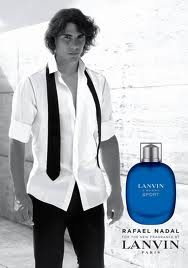 LANVIN
SPORT
RAFAEL NADAL
FOR THE NEW FRAGRANCE BY
LANVIN
PARIS